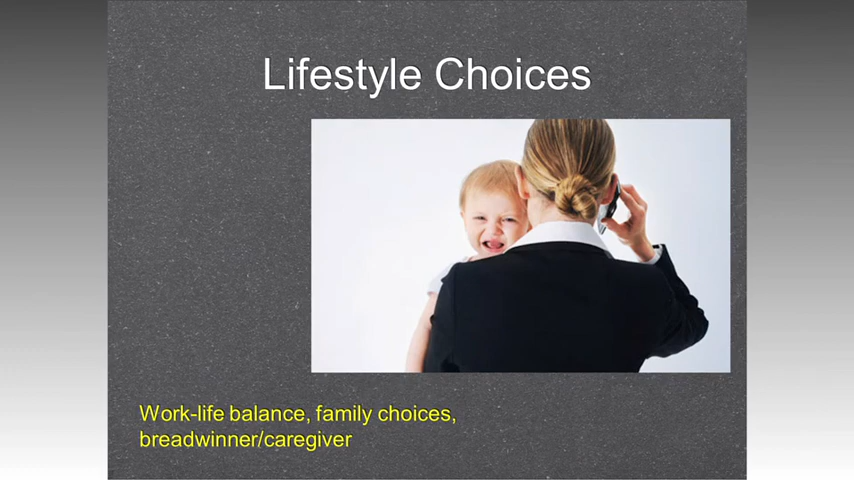 Lifestyle Choices
Work-life balance, family choices,
breadwinner/caregiver